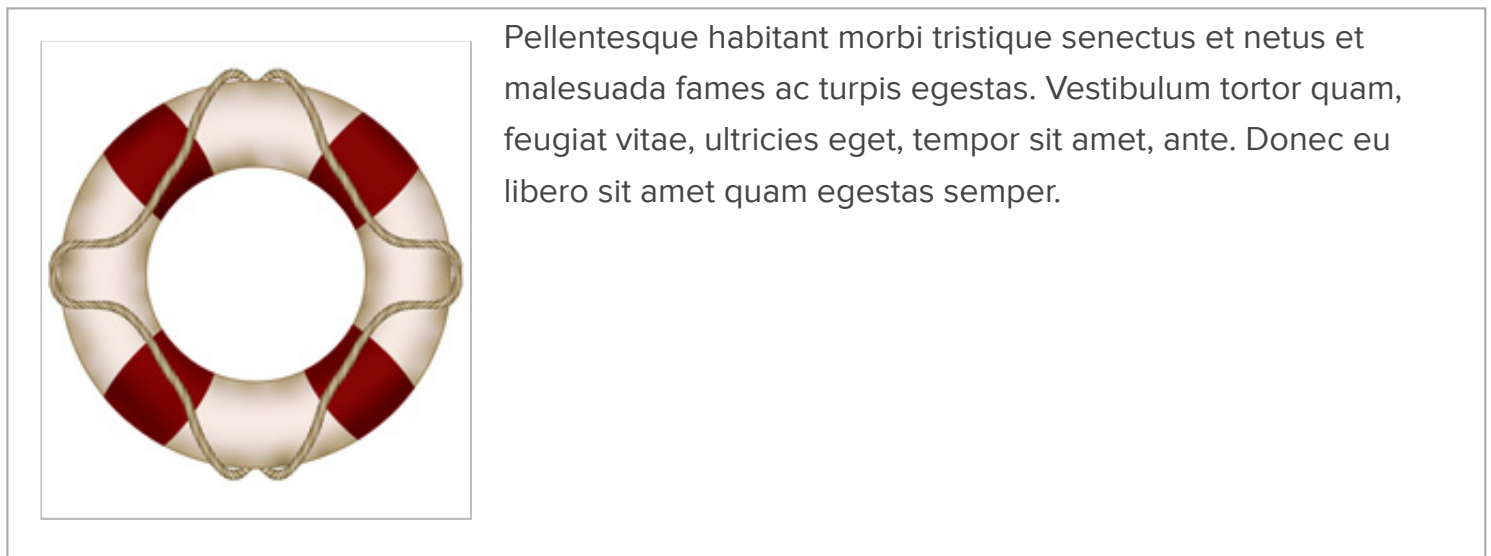 Pellentesque habitant morbi tristique senectus et netus et
malesuada fames ac turpis egestas. Vestibulum tortor quam,
feugiat vitae, ultricies eget, tempor sit amet, ante. Donec eu
libero sit amet quam egestas semper.